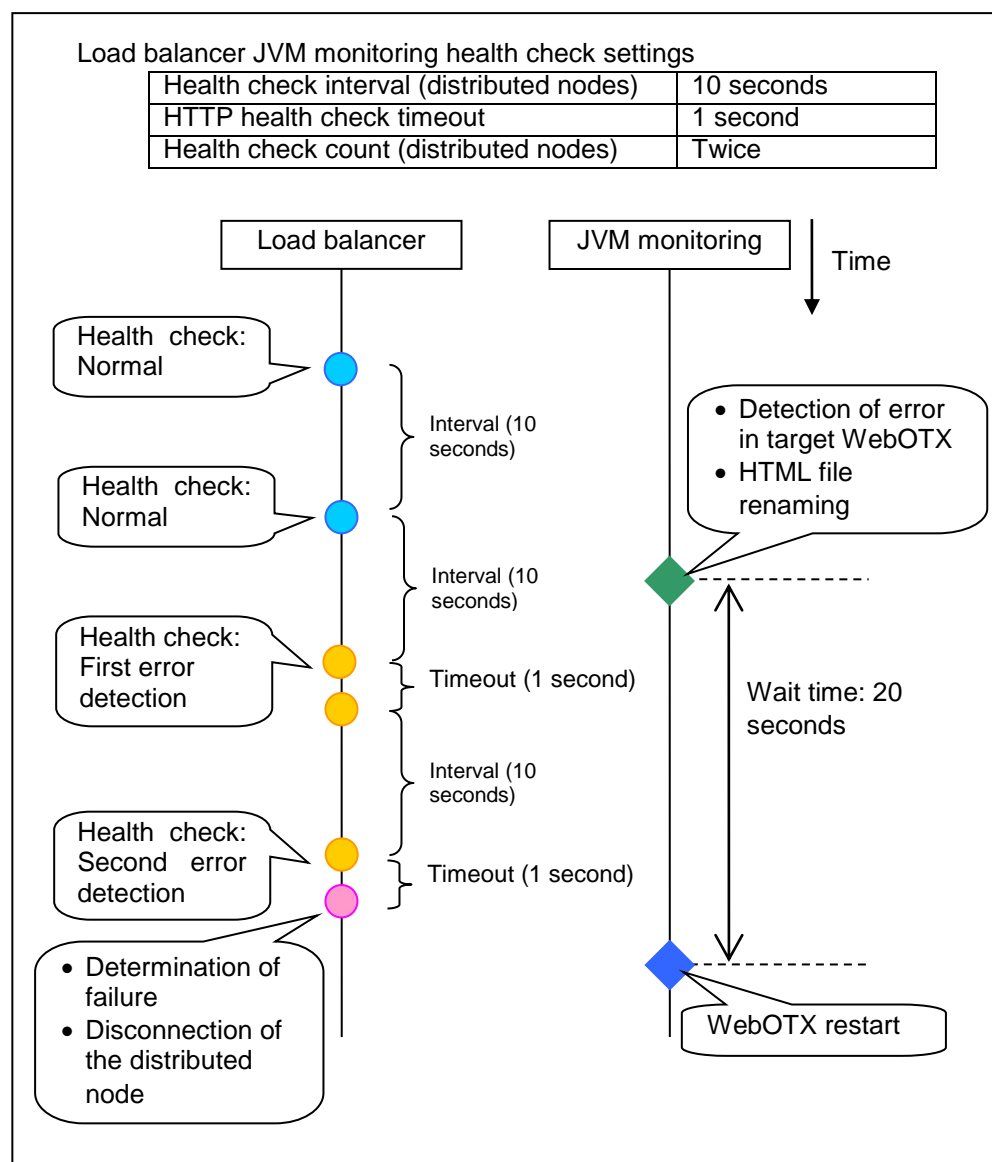 Load balancer JVM monitoring health check settings
Health check interval (distributed nodes) 10 seconds
HTTP health check timeout 1 second
Health check count (distributed nodes) Twice
Load balancer
JVM monitoring
Time
Health check:
Normal
Interval (10
seconds)
• Detection of error
in target WebOTX
• HTML file
renaming
Health check:
Normal
Interval (10
seconds)
Health check:
First error
detection
Timeout (1 second)
Wait time: 20
seconds
Interval (10
seconds)
Health check:
Second error
detection
Timeout (1 second)
• Determination of
failure
• Disconnection of
the distributed
node
WebOTX restart